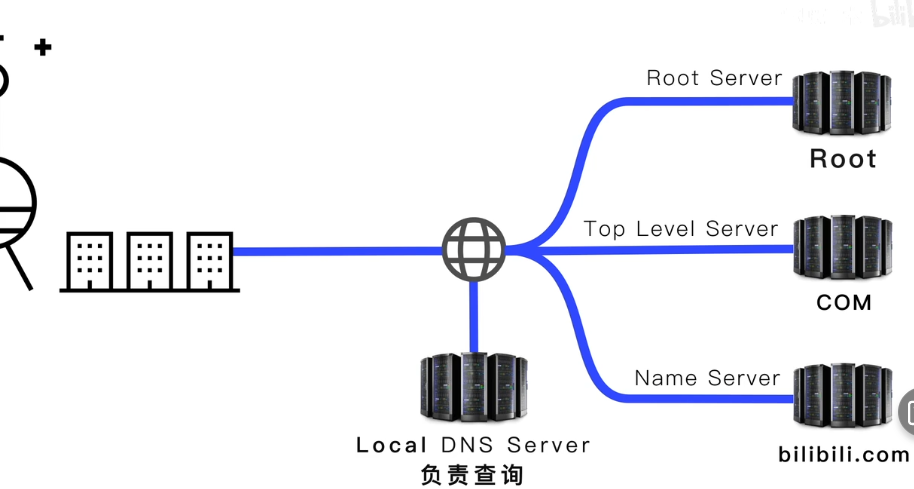 Root Server
Root
Top Level Server
COM
Name Server
bilibili.com
Local DNS Server
负责查询